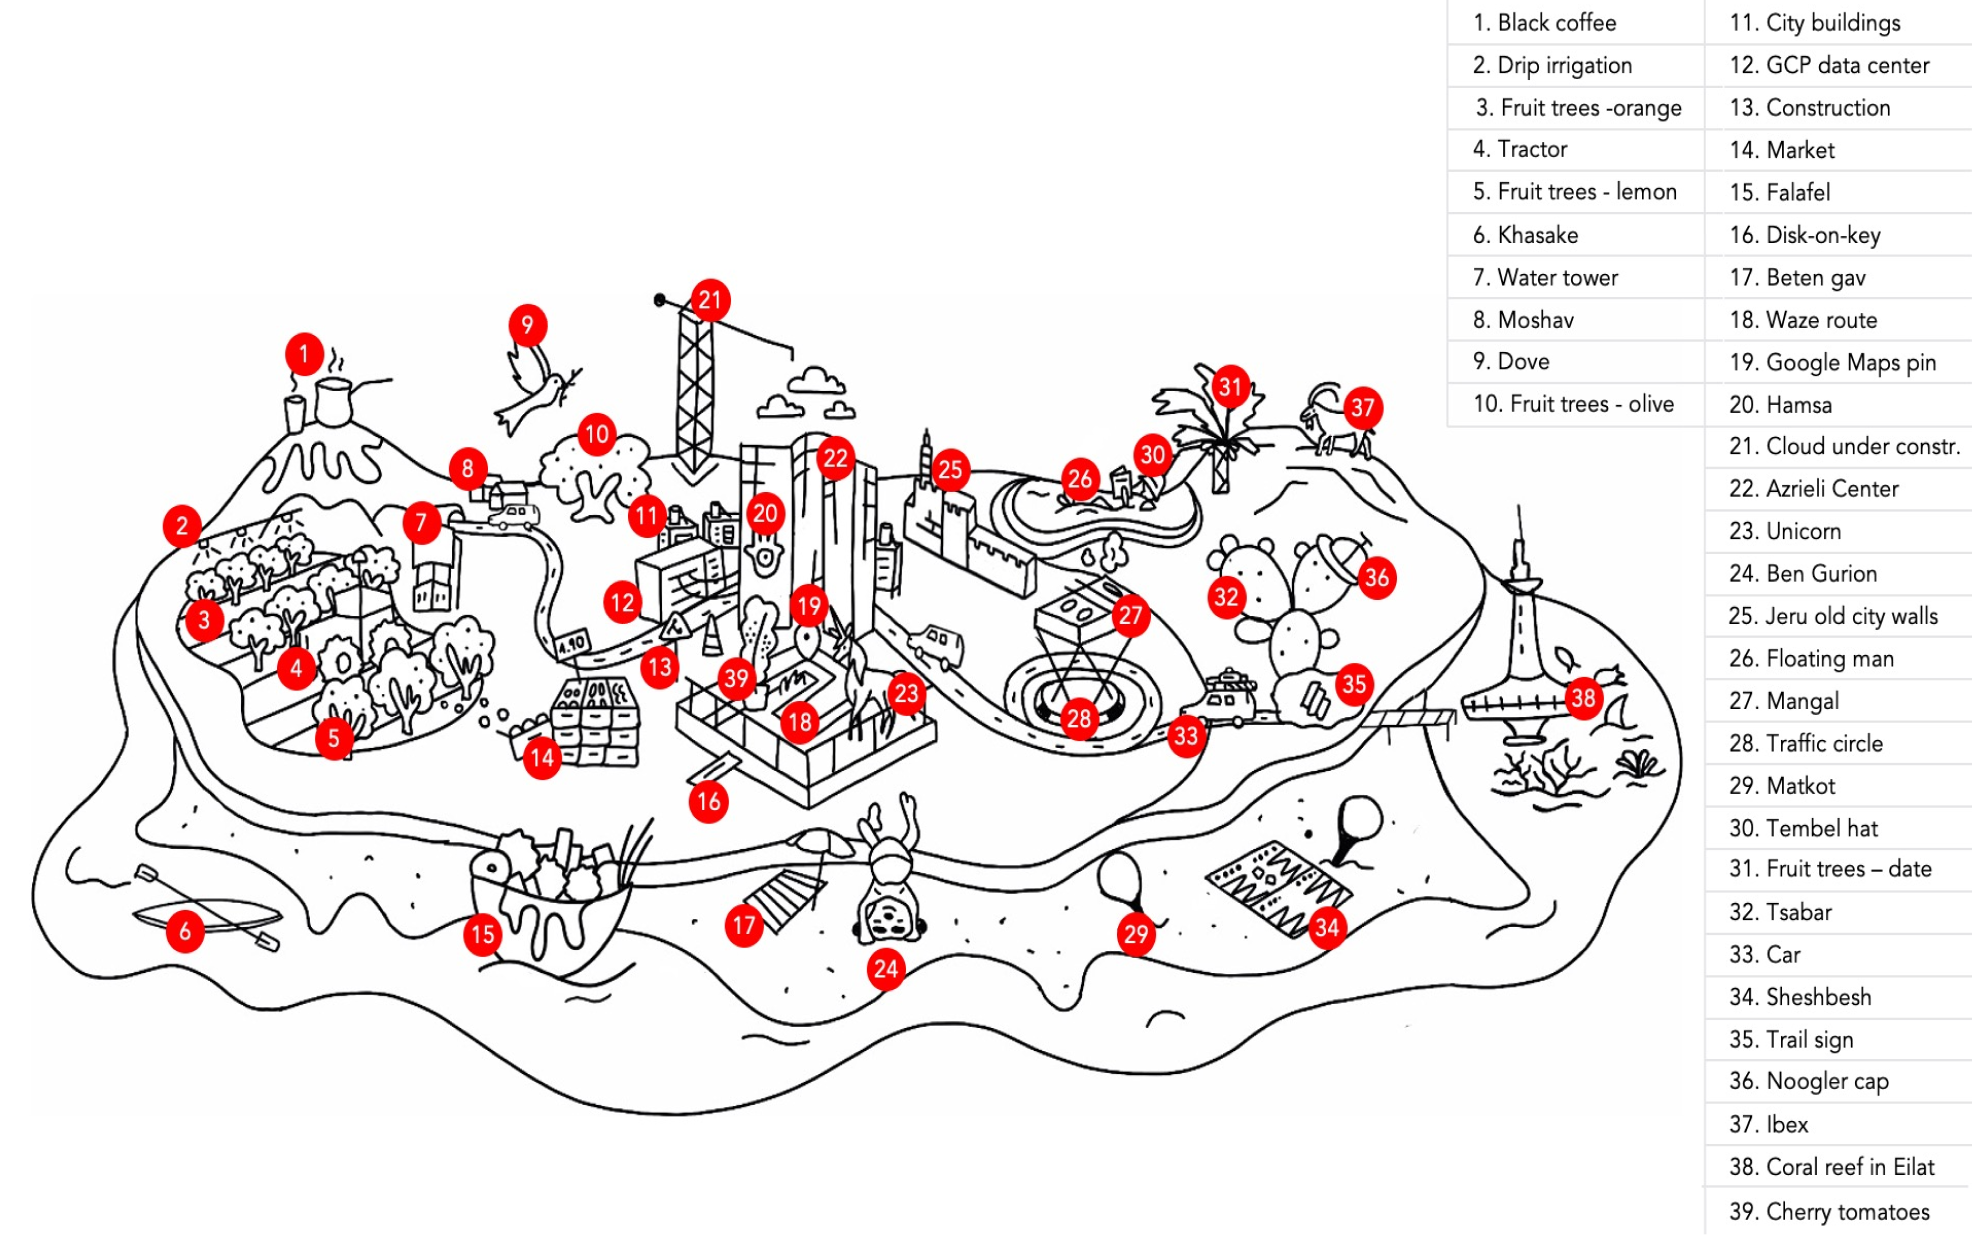 1. Black coffee
2. Drip irrigation
3. Fruit trees -orange
4. Tractor
5. Fruit trees - lemon
6. Khasake
7. Water tower
8. Moshav
9. Dove
10. Fruit trees - olive
11. City buildings
12. GCP data center
13. Construction
14. Market
15. Falafel
16. Disk-on-key
17. Beten gav
18. Waze route
19. Google Maps pin
20. Hamsa
21. Cloud under constr.
22. Azrieli Center
23. Unicorn
24. Ben Gurion
25. Jeru old city walls
26. Floating man
27. Mangal
28. Traffic circle
29. Matkot
30. Tembel hat
31. Fruit trees – date
32. Tsabar
33. Car
34. Sheshbesh
35. Trail sign
36. Noogler cap
37. Ibex
38. Coral reef in Eilat
39. Cherry tomatoes
21
9
1
31
37
10
22
30
8
25
26
11
20
2
7
36
12
32
19
27
3
13
4
39
35
23
38
18
28
33
5
14
16
17
34
6
15
29
24
4.90